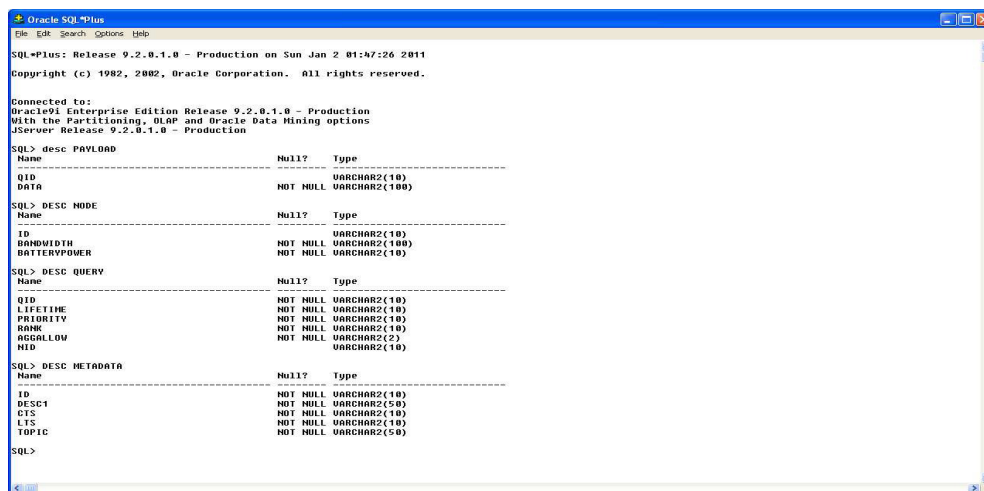 Oracle SQL*Plus
File Edit Search Options Help
SQL*Plus: Release 9.2.0.1.0 - Production on Sun Jan 2 01:47:26 2011
Copyright (c) 1982, 2002, Oracle Corporation. All rights reserved.
Connected to:
Oracle9i Enterprise Edition Release 9.2.0.1.0 - Production
With the Partitioning, OLAP and Oracle Data Mining options
JServer Release 9.2.0.1.0 - Production
SQL> desc PAYLOAD
Name Null? Type
----------------------------------------- -------- ----------------------------
QID VARCHAR2(10)
DATA NOT NULL VARCHAR2(100)
SQL> DESC NODE
Name Null? Type
----------------------------------------- -------- ----------------------------
ID VARCHAR2(10)
BANDWIDTH NOT NULL VARCHAR2(100)
BATTERYPOWER NOT NULL VARCHAR2(10)
SQL> DESC QUERY
Name Null? Type
----------------------------------------- -------- ----------------------------
QID NOT NULL VARCHAR2(10)
LIFETIME NOT NULL VARCHAR2(10)
PRIORITY NOT NULL VARCHAR2(10)
RANK NOT NULL VARCHAR2(10)
AGGALLOW NOT NULL VARCHAR2(2)
NID VARCHAR2(10)
SQL> DESC METADATA
Name Null? Type
----------------------------------------- -------- ----------------------------
ID NOT NULL VARCHAR2(10)
DESC1 NOT NULL VARCHAR2(50)
CTS NOT NULL VARCHAR2(10)
LTS NOT NULL VARCHAR2(10)
TOPIC NOT NULL VARCHAR2(50)
SQL>